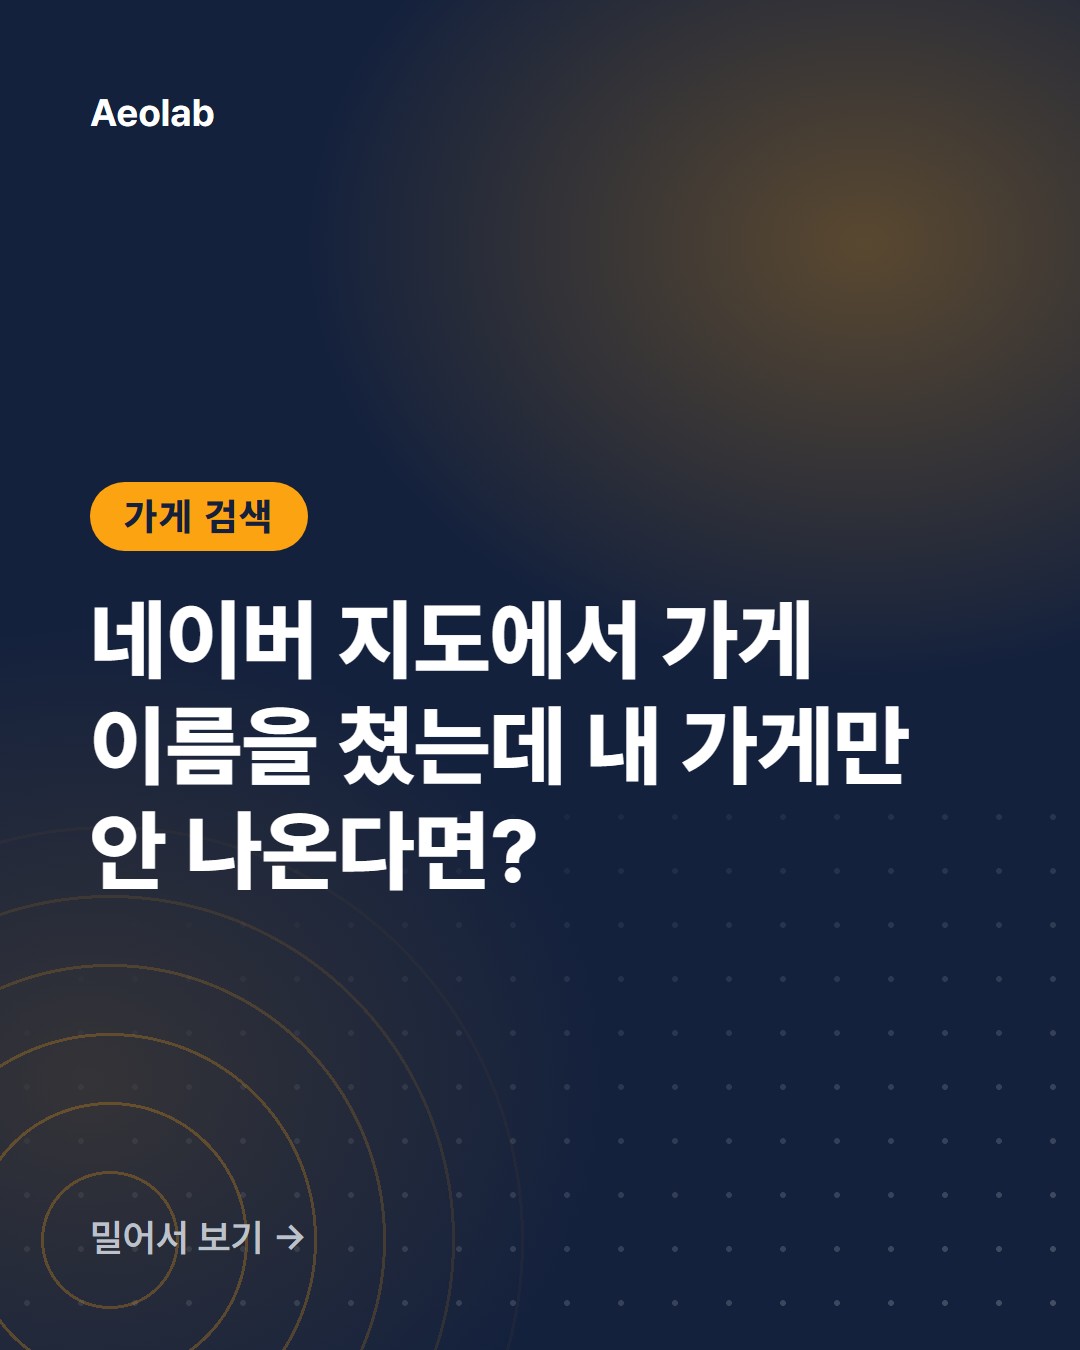 Aeolab
가게 검색
네이버 지도에서 가게
이름을 쳤는데 내 가게만
안 나온다면?
밀어서 보기 →